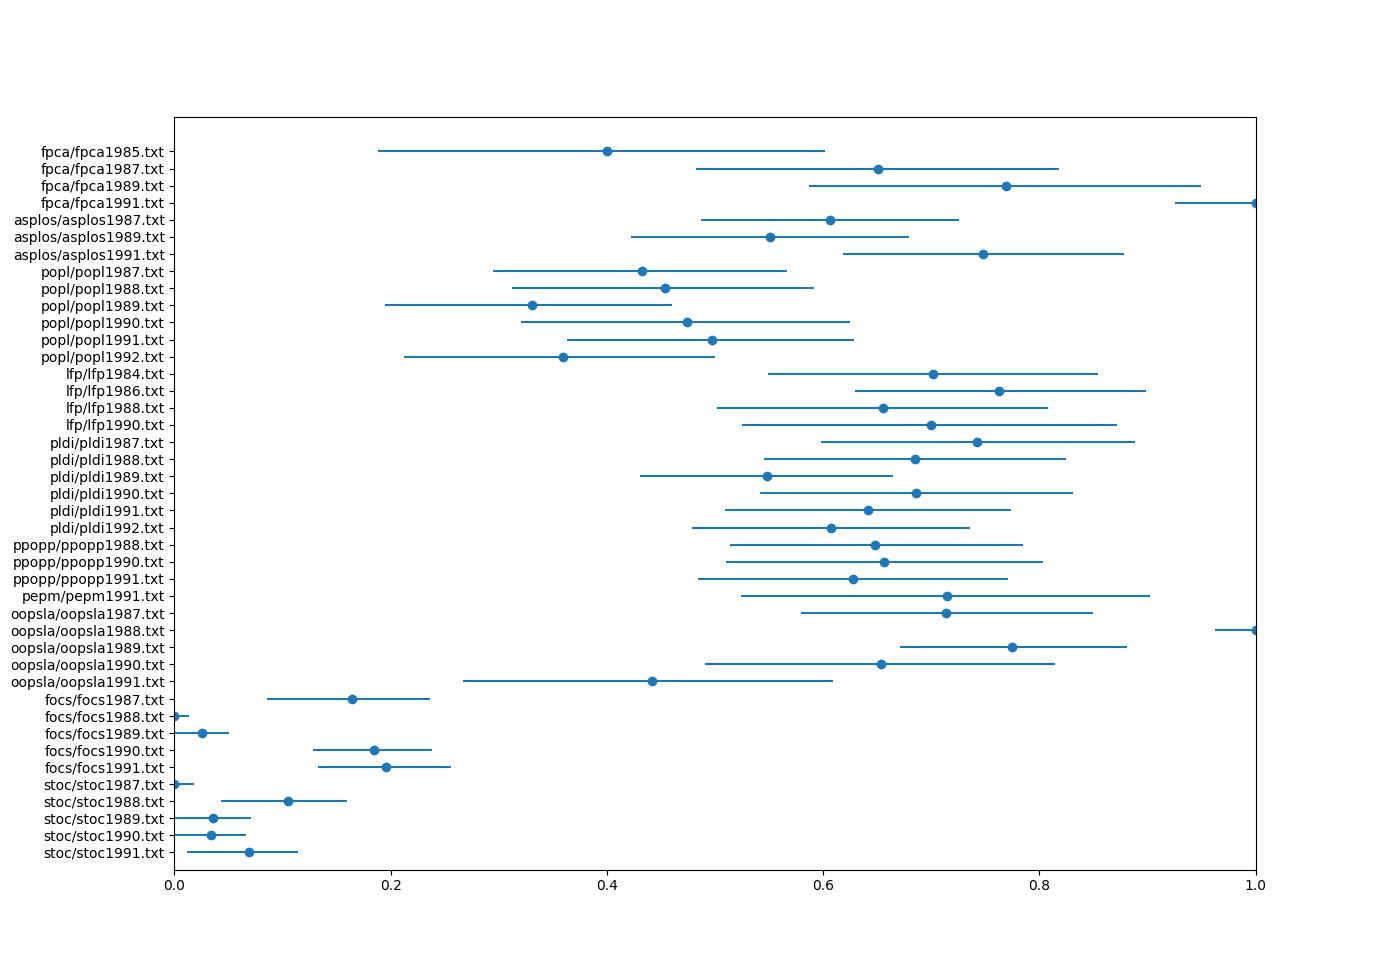 fpca/fpca1985.txt
fpca/fpca1987.txt
fpca/fpca1989.txt
fpca/fpca1991.txt
asplos/asplos1987.txt
asplos/asplos1989.txt
asplos/asplos1991.txt
popl/popl1987.txt
popl/popl1988.txt
popl/popl1989.txt
popl/popl1990.txt
popl/popl1991.txt
popl/popl1992.txt
lfp/lfp1984.txt
lfp/lfp1986.txt
lfp/lfp1988.txt
lfp/lfp1990.txt
pldi/pldi1987.txt
pldi/pldi1988.txt
pldi/pldi1989.txt
pldi/pldi1990.txt
pldi/pldi1991.txt
pldi/pldi1992.txt
ppopp/ppopp1988.txt
ppopp/ppopp1990.txt
ppopp/ppopp1991.txt
pepm/pepm1991.txt
oopsla/oopsla1987.txt
oopsla/oopsla1988.txt
oopsla/oopsla1989.txt
oopsla/oopsla1990.txt
oopsla/oopsla1991.txt
focs/focs1987.txt
focs/focs1988.txt
focs/focs1989.txt
focs/focs1990.txt
focs/focs1991.txt
stoc/stoc1987.txt
stoc/stoc1988.txt
stoc/stoc1989.txt
stoc/stoc1990.txt
stoc/stoc1991.txt
0.0 0.2 0.4 0.6 0.8 1.0